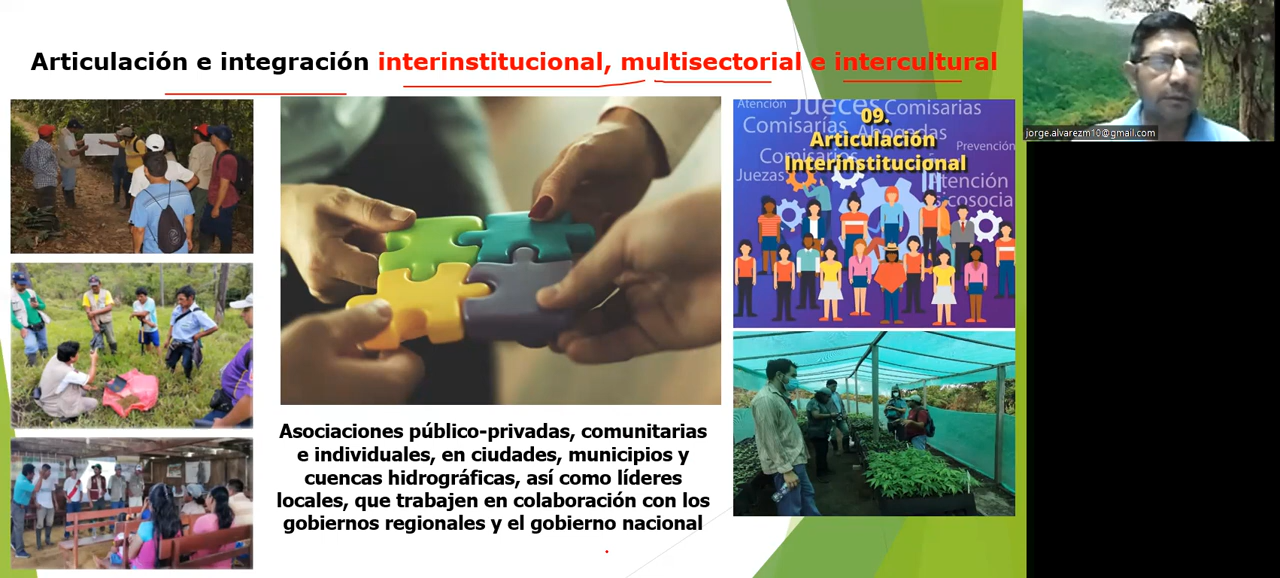 Articulación e integración interinstitucional, multisectorial e intercultural
Atención Jueces Comisarias
Comisarías Abogadas
09.
Articulación
Interinstitucional
Prevención
Juezas
Asociaciones público-privadas, comunitarias
e individuales, en ciudades, municipios y
cuencas hidrográficas, así como líderes
locales, que trabajen en colaboración con los
gobiernos regionales y el gobierno nacional
jorge.alvarezm10@gmail.com